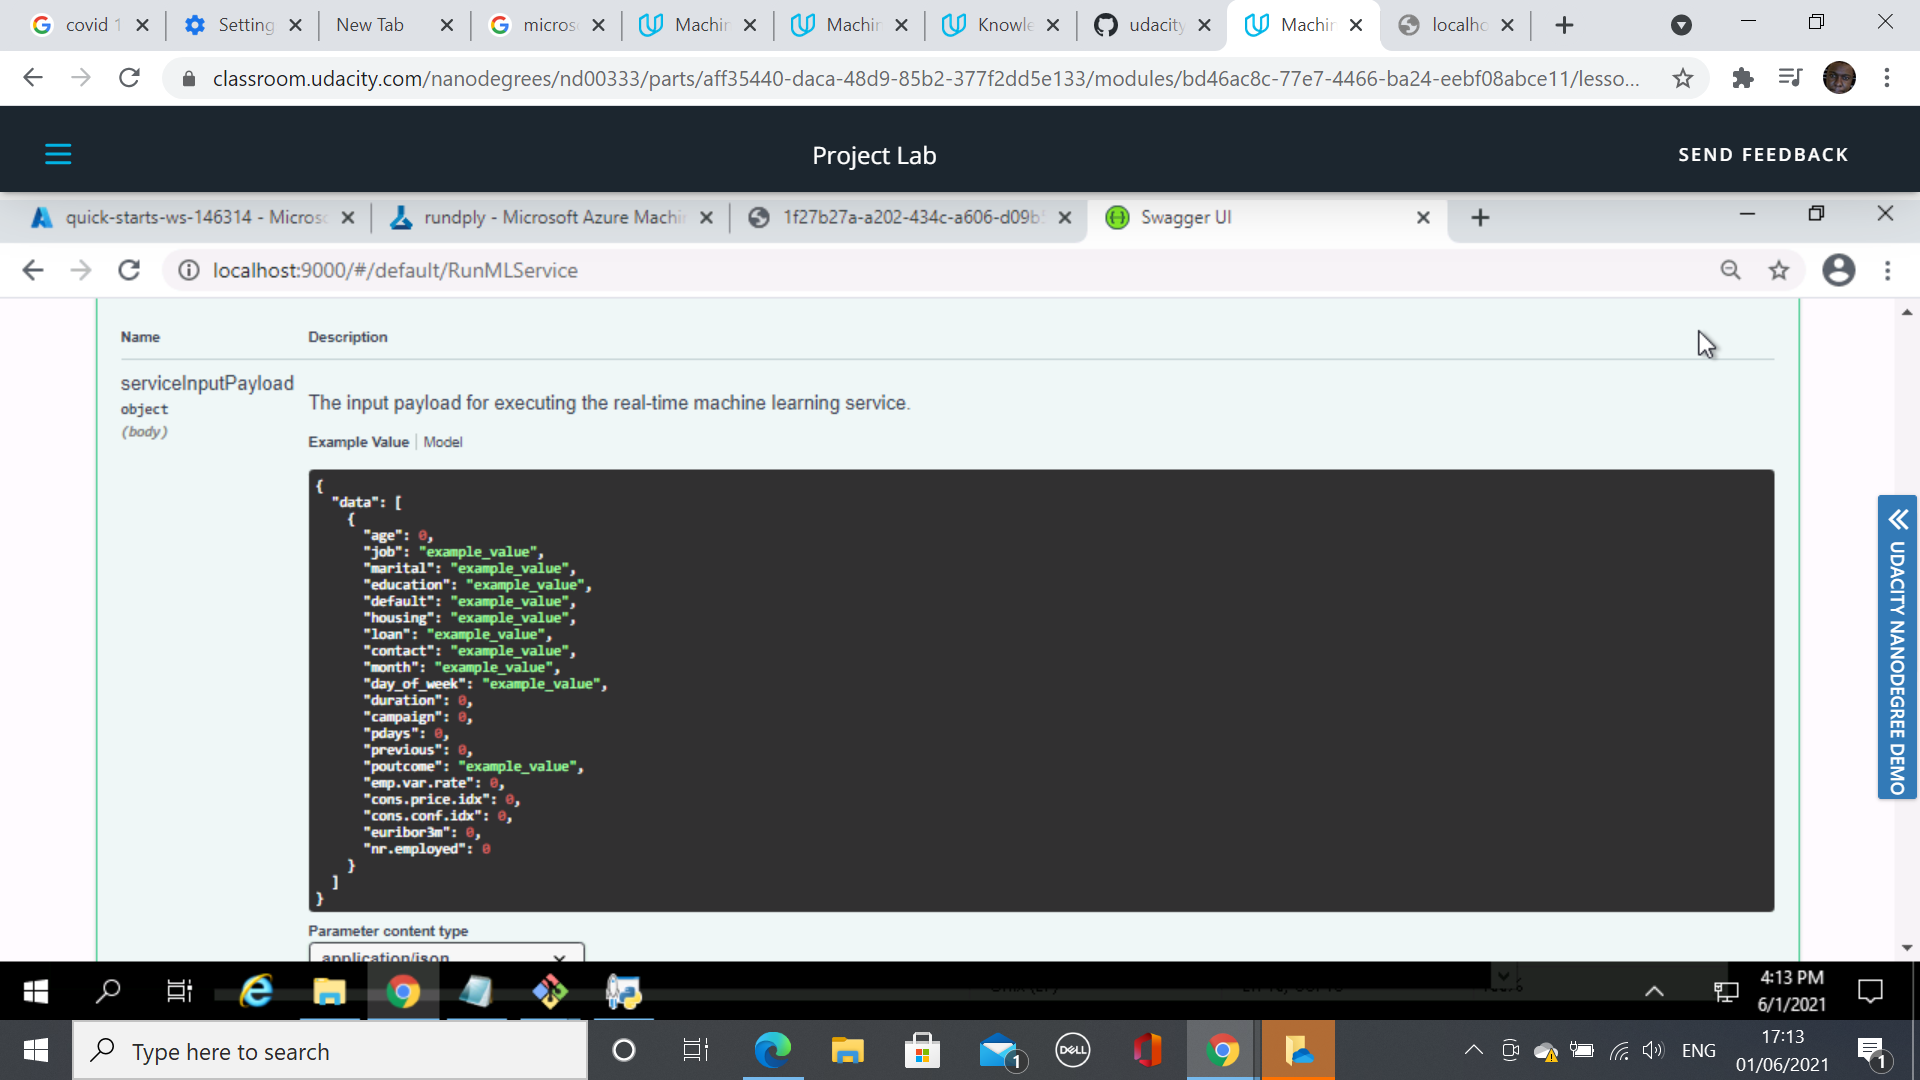 covid 1
Setting
New Tab
micros
Machin
Machin
Knowle
udacity
Machin
localho
classroom.udacity.com/nanodegrees/nd00333/parts/aff35440-daca-48d9-85b2-377f2dd5e133/modules/bd46ac8c-77e7-4466-ba24-eebf08abce11/lesso...
Project Lab
SEND FEEDBACK
quick-starts-ws-146314 - Micros
rundply - Microsoft Azure Machi
1f27b27a-a202-434c-a606-d09b
Swagger UI
localhost:9000/#/default/RunMLService
Name Description
serviceInputPayload
object
(body)
The input payload for executing the real-time machine learning service.
Example Value | Model
{
"data": [
{
"age": 0,
"job": "example_value",
"marital": "example_value",
"education": "example_value",
"default": "example_value",
"housing": "example_value",
"loan": "example_value",
"contact": "example_value",
"month": "example_value",
"day_of_week": "example_value",
"duration": 0,
"campaign": 0,
"pdays": 0,
"previous": 0,
"poutcome": "example_value",
"emp.var.rate": 0,
"cons.price.idx": 0,
"cons.conf.idx": 0,
"euribor3m": 0,
"nr.employed": 0
}
]
}
Parameter content type
application/json
UDACITY NANODEGREE DEMO
4:13 PM
6/1/2021
Type here to search
DELL
1
ENG
17:13
01/06/2021
1